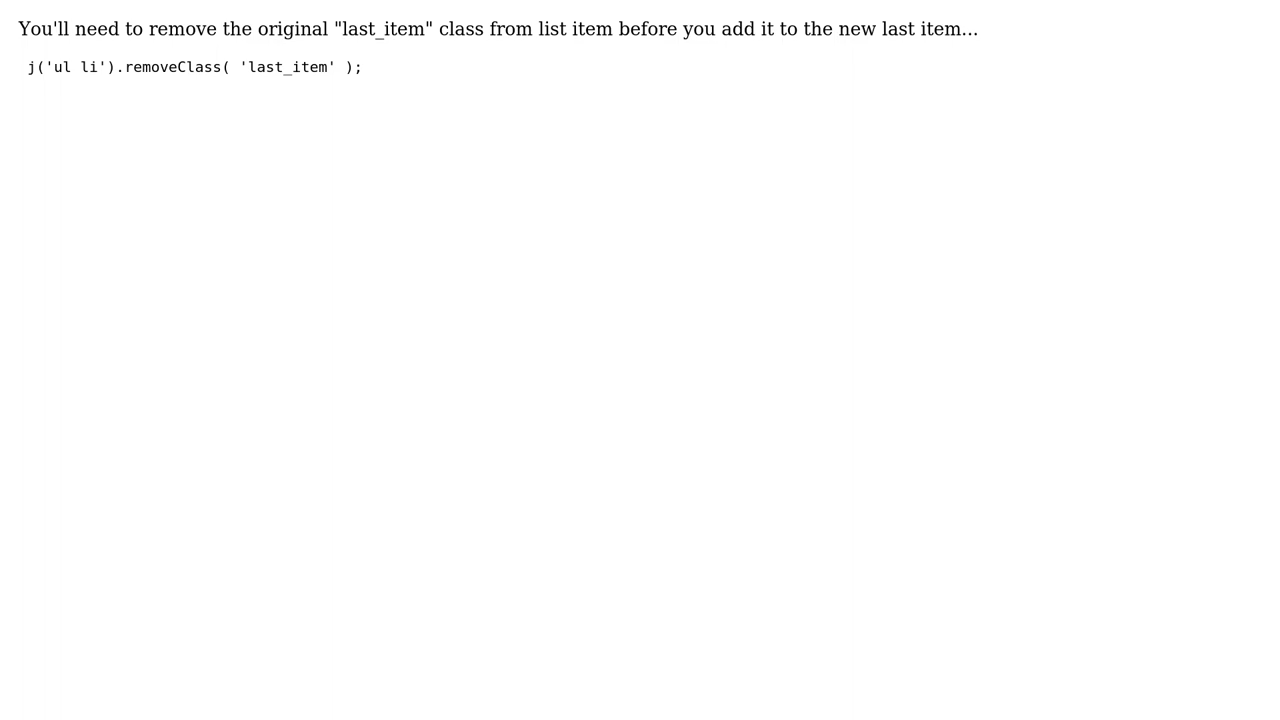 You'll need to remove the original "last_item" class from list item before you add it to the new last item...
j('ul li').removeClass( 'last_item' );